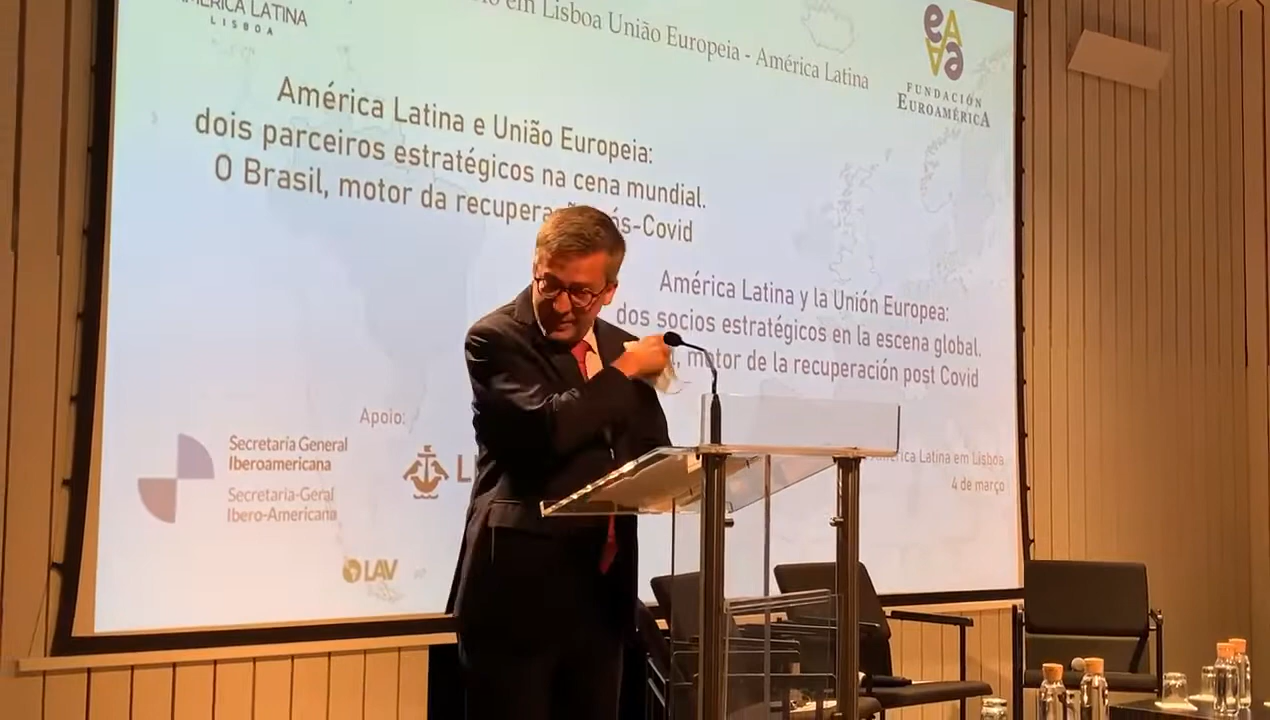 AMÉRICA LATINA
LISBOA
em Lisboa União Europeia - América Latina
FUNDACIÓN
EUROAMÉRICA
América Latina e União Europeia:
dois parceiros estratégicos na cena mundial.
O Brasil, motor da recuperação pós-Covid
América Latina y la Unión Europea:
dos socios estratégicos en la escena global.
motor de la recuperación post Covid
Apoio:
Secretaría General
Iberoamericana
Secretaria-Geral
Ibero-Americana
LAV
América Latina em Lisboa
4 de março